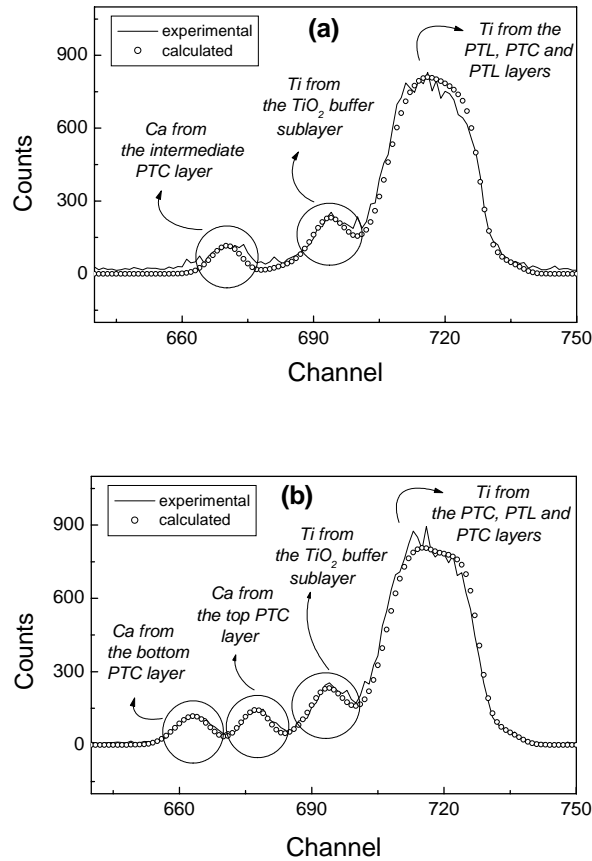 (a)
experimental
calculated
Ti from the
PTL, PTC and
PTL layers
Ti from
the TiO2 buffer
sublayer
Ca from
the intermediate
PTC layer
Counts
900
600
300
0
660
690
720
750
Channel
(b)
experimental
calculated
Ti from
the PTC, PTL and
PTC layers
Ti from
the TiO2 buffer
sublayer
Ca from
the top PTC
layer
Ca from
the bottom
PTC layer
Counts
900
600
300
0
660
690
720
750
Channel